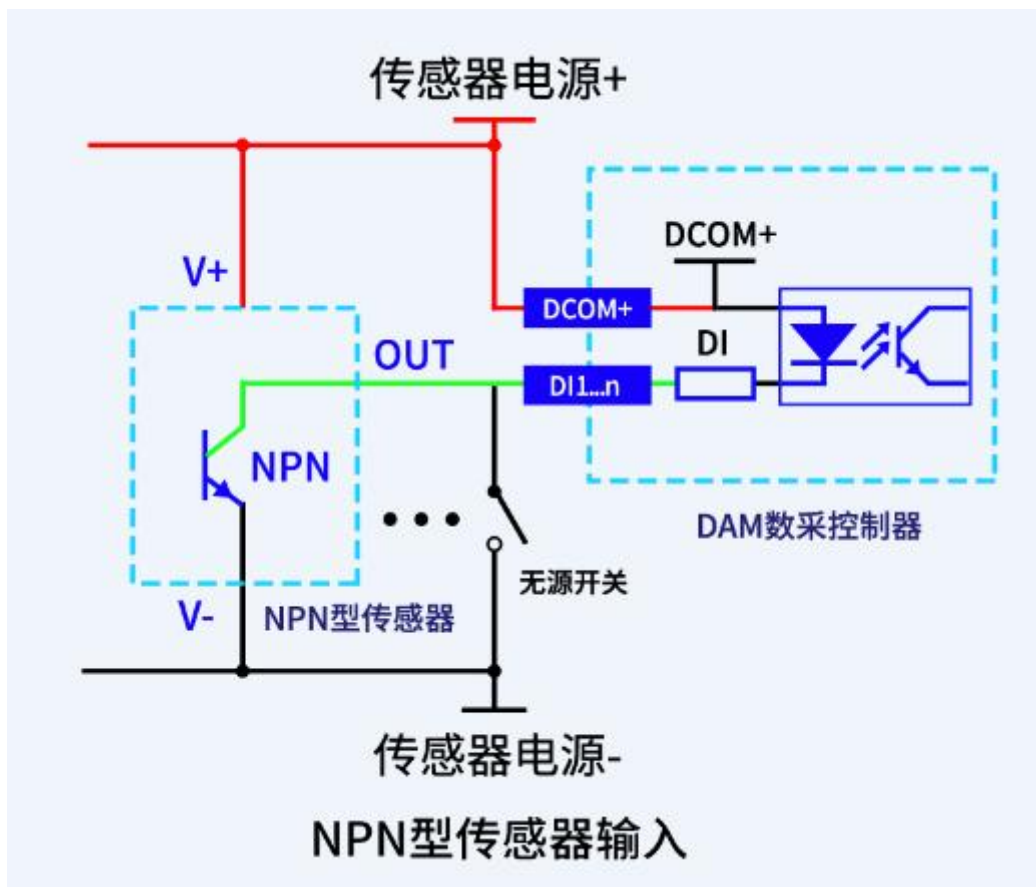 传感器电源+
DCOM+
V+
DCOM+
OUT
DI
DI1...n
NPN
DAM数采控制器
无源开关
V-
NPN型传感器
传感器电源-
NPN型传感器输入